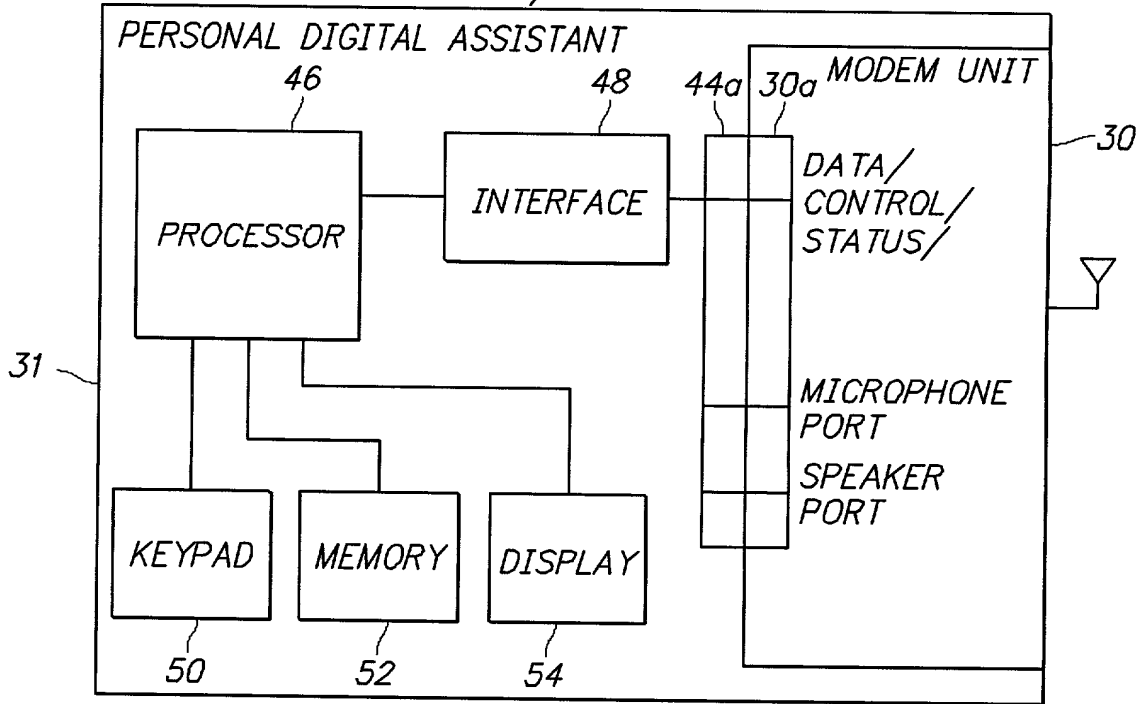 PERSONAL DIGITAL ASSISTANT
MODEM UNIT
46
48
44a
30a
30
PROCESSOR
INTERFACE
DATA/
CONTROL/
STATUS/
31
MICROPHONE
PORT
SPEAKER
PORT
KEYPAD
MEMORY
DISPLAY
50
52
54